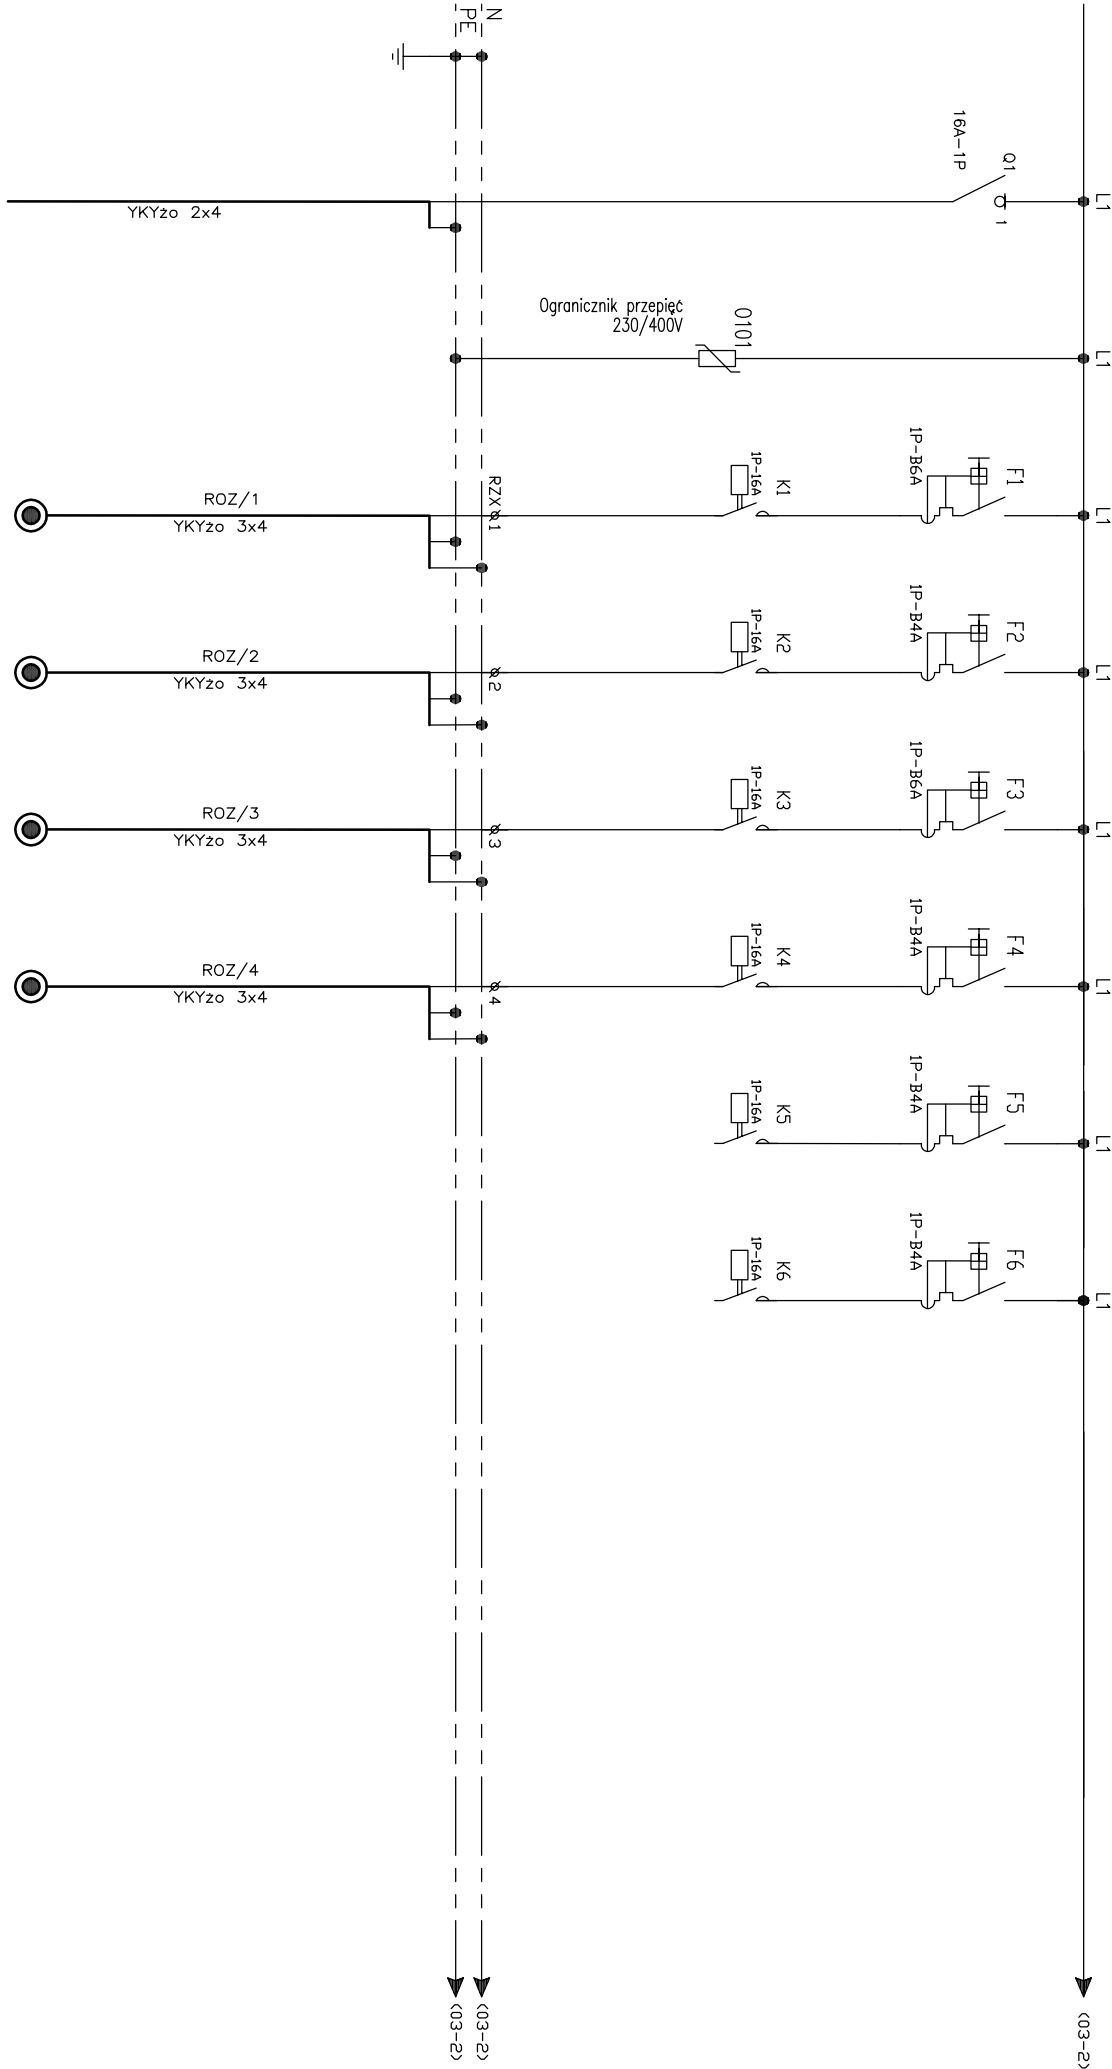 N
PE
L1
Q1
16A-1P
1
YKYżo 2x4
L1
0101
Ogranicznik przepięć
230/400V
L1
F1
1P-B6A
K1
1P-16A
RZX
1
ROZ/1
YKYżo 3x4
L1
F2
1P-B4A
K2
1P-16A
2
ROZ/2
YKYżo 3x4
L1
F3
1P-B6A
K3
1P-16A
3
ROZ/3
YKYżo 3x4
L1
F4
1P-B4A
K4
1P-16A
4
ROZ/4
YKYżo 3x4
L1
F5
1P-B4A
K5
1P-16A
L1
F6
1P-B4A
K6
1P-16A
(03-2)
(03-2)
(03-2)